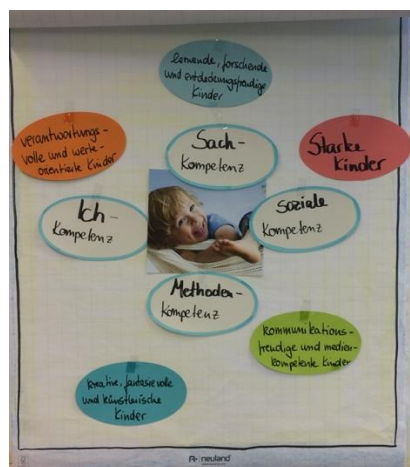 lernende, forschende
und entdeckungsfreudige
Kinder
verantwortungs-
volle und werte-
orientierte Kinder
Sach-
Kompetenz
Starke
Kinder
Ich-
Kompetenz
Soziale
Kompetenz
Methoden-
Kompetenz
kommunikations-
freudige und medien-
kompetente Kinder
kreative, fantasievolle
und künstlerische
Kinder
neuland